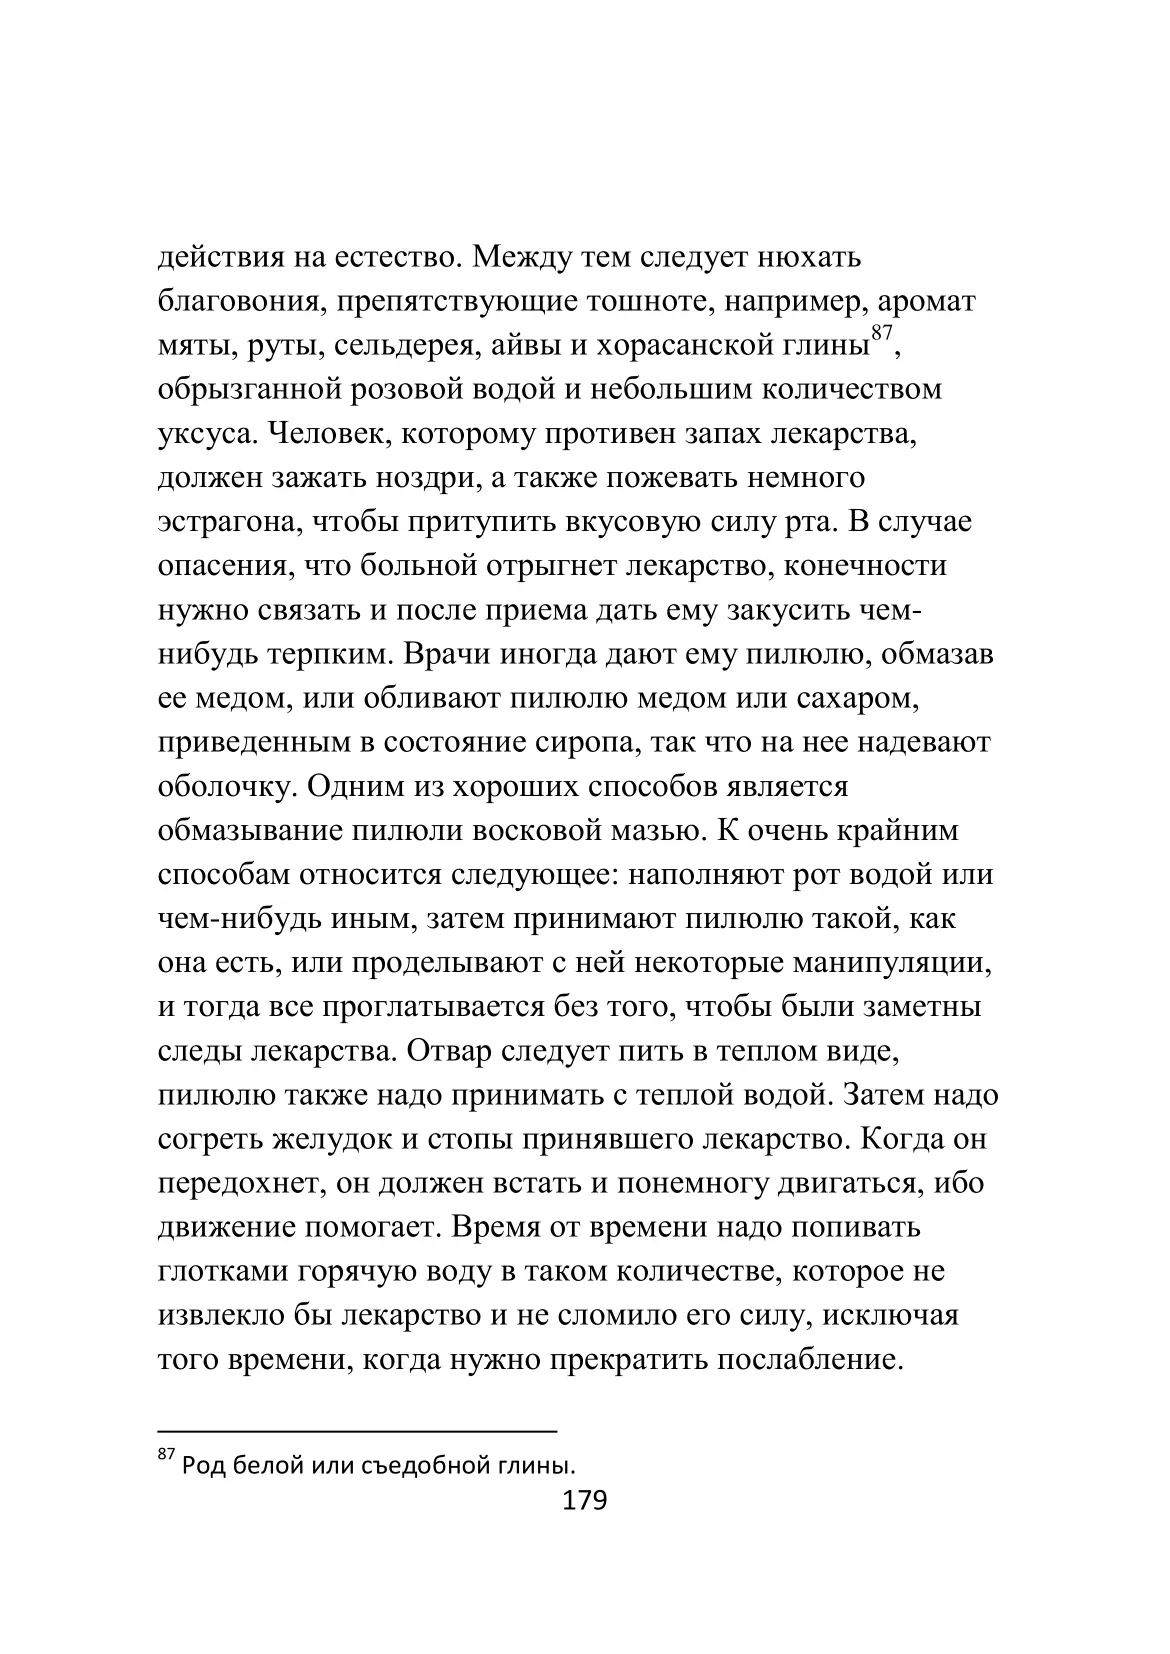 действия на естество. Между тем следует нюхать
благовония, препятствующие тошноте, например, аромат
мяты, руты, сельдерея, айвы и хорасанской глины87,
обрызганной розовой водой и небольшим количеством
уксуса. Человек, которому противен запах лекарства,
должен зажать ноздри, а также пожевать немного
эстрагона, чтобы притупить вкусовую силу рта. В случае
опасения, что больной отрыгнет лекарство, конечности
нужно связать и после приема дать ему закусить чем-
нибудь терпким. Врачи иногда дают ему пилюлю, обмазав
ее медом, или обливают пилюлю медом или сахаром,
приведенным в состояние сиропа, так что на нее надевают
оболочку. Одним из хороших способов является
обмазывание пилюли восковой мазью. К очень крайним
способам относится следующее: наполняют рот водой или
чем-нибудь иным, затем принимают пилюлю такой, как
она есть, или проделывают с ней некоторые манипуляции,
и тогда все проглатывается без того, чтобы были заметны
следы лекарства. Отвар следует пить в теплом виде,
пилюлю также надо принимать с теплой водой. Затем надо
согреть желудок и стопы принявшего лекарство. Когда он
передохнет, он должен встать и понемногу двигаться, ибо
движение помогает. Время от времени надо попивать
глотками горячую воду в таком количестве, которое не
извлекло бы лекарство и не сломило его силу, исключая
того времени, когда нужно прекратить послабление.
87 Род белой или съедобной глины.
179